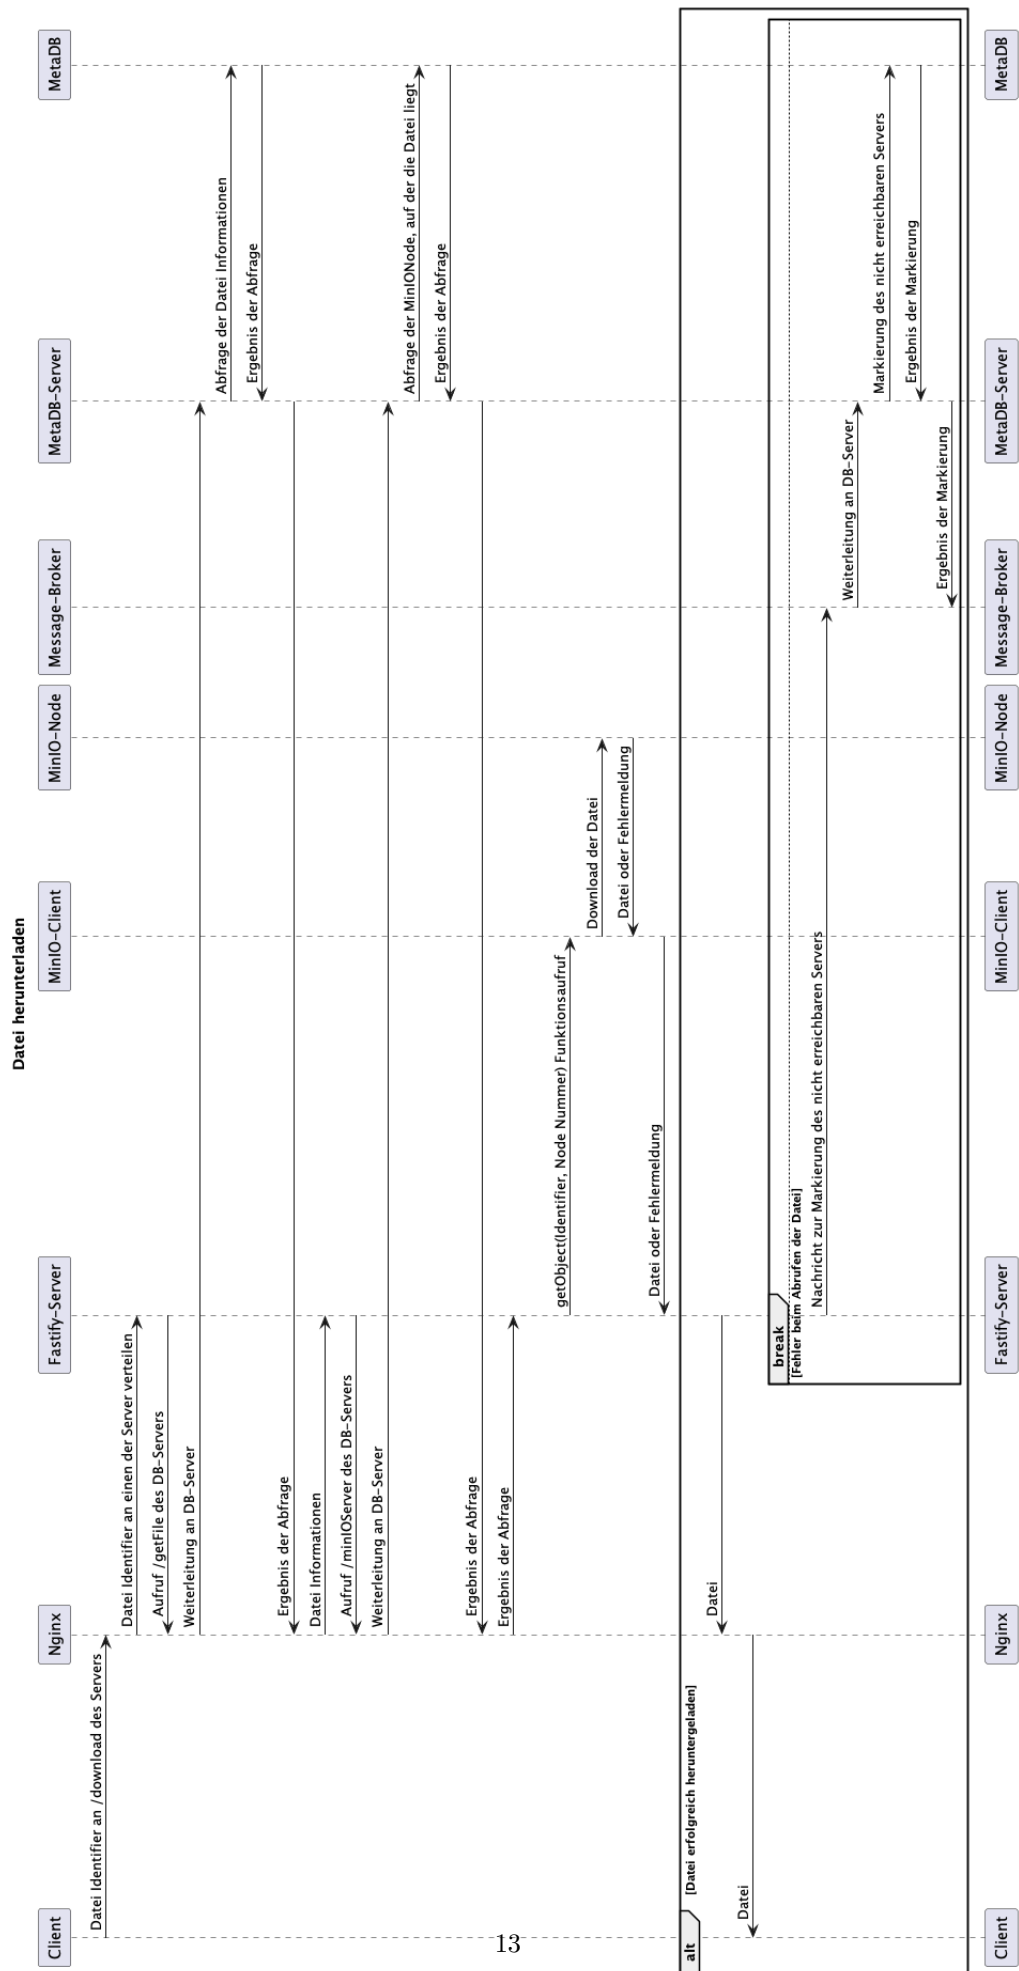 Datei herunterladen
Client
Nginx
Fastify-Server
MinIO-Client
MinIO-Node
Message-Broker
MetaDB-Server
MetaDB
Datei Identifier an /download des Servers
Datei Identifier an einen der Server verteilen
Aufruf /getFile des DB-Servers
Weiterleitung an DB-Server
Abfrage der Datei Informationen
Ergebnis der Abfrage
Ergebnis der Abfrage
Datei Informationen
Aufruf /minIOServer des DB-Servers
Weiterleitung an DB-Server
Abfrage der MinIONode, auf der die Datei liegt
Ergebnis der Abfrage
Ergebnis der Abfrage
Ergebnis der Abfrage
getObject(Identifier, Node Nummer) Funktionsaufruf
Download der Datei
Datei oder Fehlermeldung
Datei oder Fehlermeldung
alt
[Datei erfolgreich heruntergeladen]
Datei
Datei
break
[Fehler beim Abrufen der Datei]
Nachricht zur Markierung des nicht erreichbaren Servers
Weiterleitung an DB-Server
Markierung des nicht erreichbaren Servers
Ergebnis der Markierung
Ergebnis der Markierung
Client
Nginx
Fastify-Server
MinIO-Client
MinIO-Node
Message-Broker
MetaDB-Server
MetaDB
13